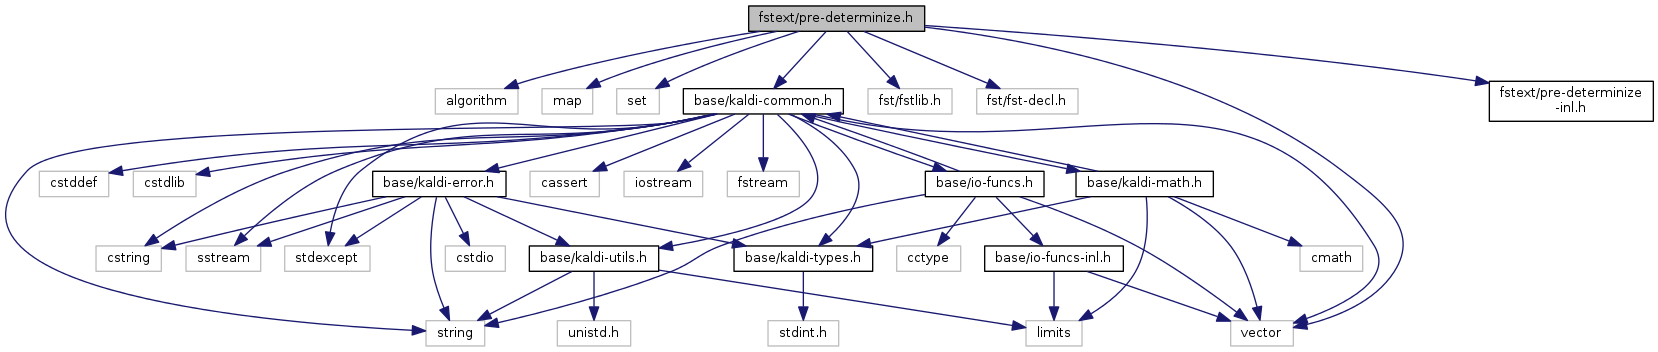 fstext/pre-determinize.h
algorithm
map
set
base/kaldi-common.h
fst/fstlib.h
fst/fst-decl.h
fstext/pre-determinize
-inl.h
cstddef
cstdlib
base/kaldi-error.h
cassert
iostream
fstream
base/io-funcs.h
base/kaldi-math.h
cstring
sstream
stdexcept
cstdio
base/kaldi-utils.h
base/kaldi-types.h
cctype
base/io-funcs-inl.h
cmath
string
unistd.h
stdint.h
limits
vector